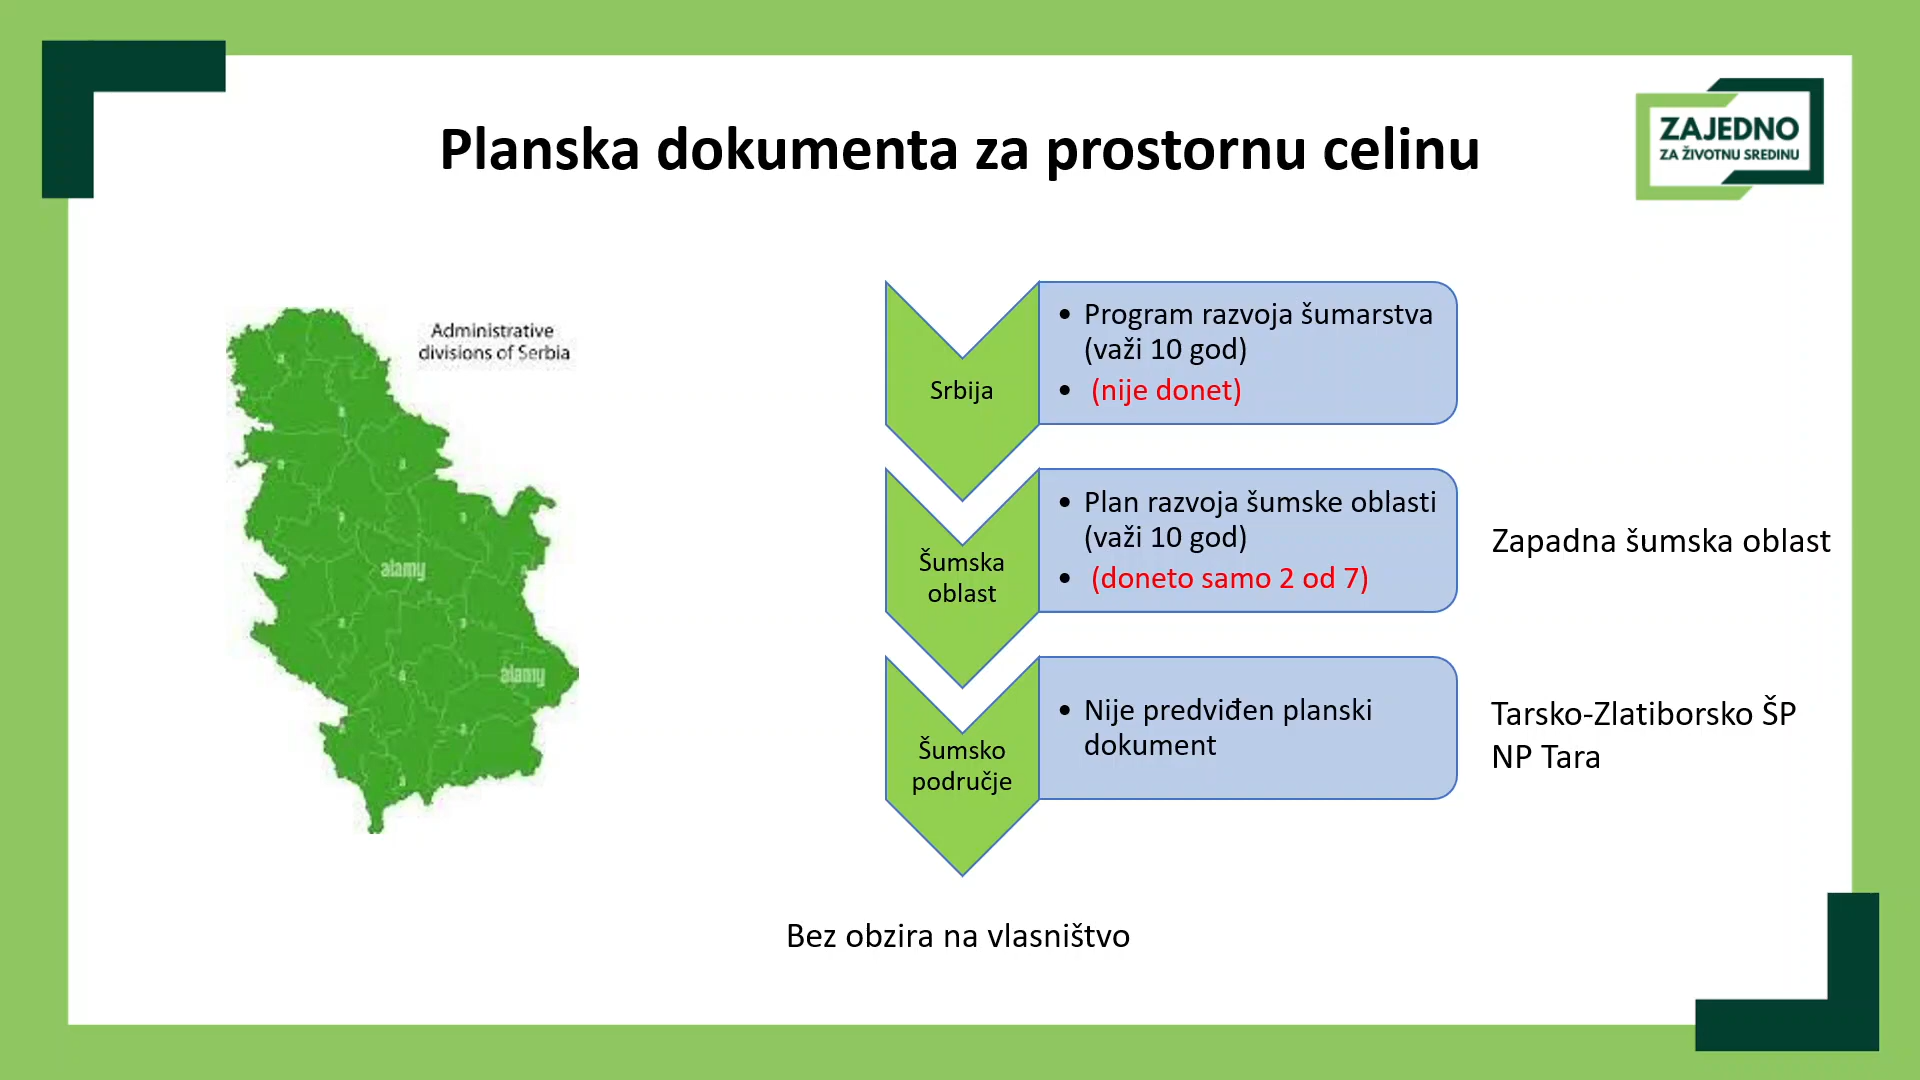 Planska dokumenta za prostornu celinu
ZAJEDNO
ZA ŽIVOTNU SREDINU
Administrative
divisions of Serbia
alamy
alamy
Srbija
• Program razvoja šumarstva
(važi 10 god)
• (nije donet)
Šumska
oblast
• Plan razvoja šumske oblasti
(važi 10 god)
• (doneto samo 2 od 7)
Zapadna šumska oblast
Šumsko
područje
• Nije predviđen planski
dokument
Tarsko-Zlatiborsko ŠP
NP Tara
Bez obzira na vlasništvo